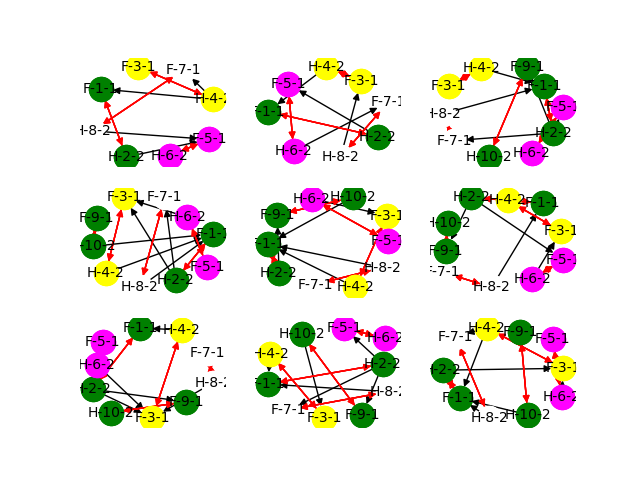 F-3-1 F-7-1
F-1-1 H-4-2
H-8-2 F-5-1
H-2-2 H-6-2
H-4-2
F-5-1 F-3-1
F-1-1 F-7-1
H-2-2
H-6-2 H-8-2
H-4-2 F-9-1
F-3-1 F-1-1
H-8-2 F-5-1
F-7-1 H-2-2
H-10-2 H-6-2
F-3-1 F-7-1
F-9-1 H-6-2
H-10-2 F-1-1
H-4-2 F-5-1
H-8-2 H-2-2
H-6-2 H-10-2
F-9-1 F-3-1
F-1-1 F-5-1
H-2-2 H-8-2
F-7-1 H-4-2
H-2-2 H-4-2 F-1-1
H-10-2 F-3-1
F-9-1 F-5-1
F-7-1 H-8-2 H-6-2
F-1-1 H-4-2
F-5-1 F-7-1
H-6-2 H-8-2
H-2-2 F-9-1
H-10-2 F-3-1
H-10-2 F-5-1 H-6-2
H-4-2 H-2-2
F-1-1 H-8-2
F-7-1 F-3-1 F-9-1
H-4-2 F-9-1
F-7-1 F-5-1
H-2-2 F-3-1
F-1-1 H-6-2
H-8-2 H-10-2